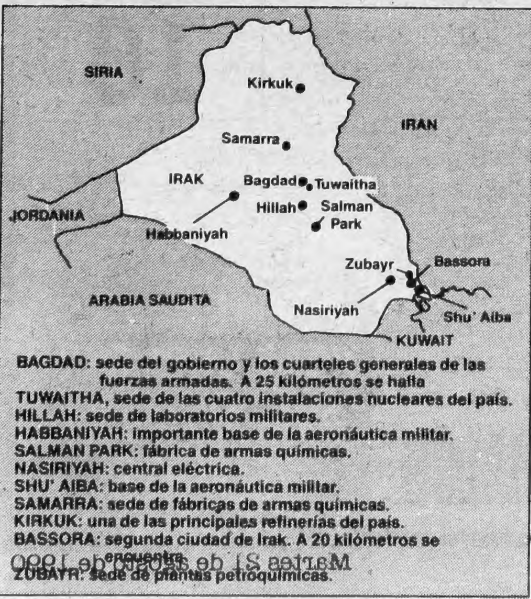 SIRIA
Kirkuk
IRAN
Samarra
IRAK
Bagdad
Tuwaitha
JORDANIA
Hillah
Salman
Park
Habbaniyah
Zubayr
Bassora
ARABIA SAUDITA
Nasiriyah
Shu' Aiba
KUWAIT
BAGDAD: sede del gobierno y los cuarteles generales de las
fuerzas armadas. A 25 kilómetros se halla
TUWAITHA, sede de las cuatro instalaciones nucleares del país.
HILLAH: sede de laboratorios militares.
HABBANIYAH: importante base de la aeronáutica militar.
SALMAN PARK: fábrica de armas químicas.
NASIRIYAH: central eléctrica.
SHU' AIBA: base de la aeronáutica militar.
SAMARRA: sede de fábricas de armas químicas.
KIRKUK: una de las principales refinerías del país.
BASSORA: segunda ciudad de Irak. A 20 kilómetros se
encuentra
ZUBAYR: sede de plantas petroquímicas.
Martes 21 de agosto de 1990